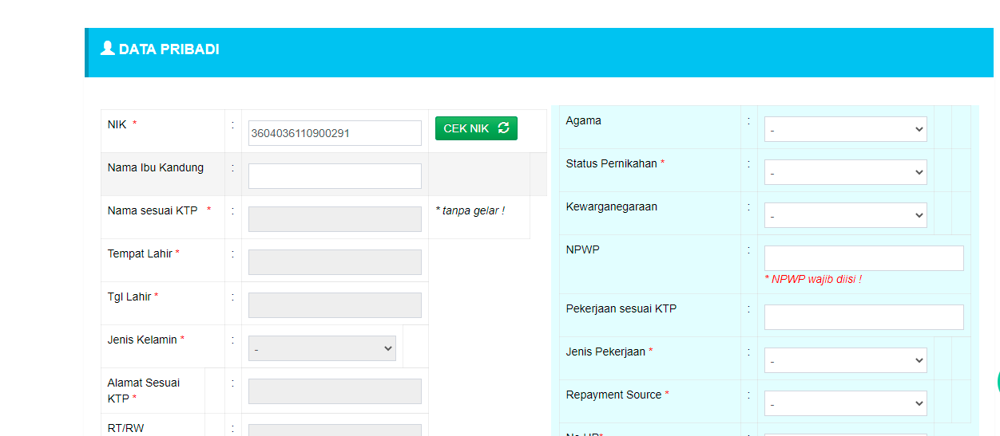 DATA PRIBADI
NIK * : 3604036110900291 CEK NIK
Nama Ibu Kandung :
Nama sesuai KTP * : * tanpa gelar !
Tempat Lahir * :
Tgl Lahir * :
Jenis Kelamin * : -
Alamat Sesuai
KTP * :
RT/RW :
Agama : -
Status Pernikahan * : -
Kewarganegaraan : -
NPWP :
* NPWP wajib diisi !
Pekerjaan sesuai KTP :
Jenis Pekerjaan * : -
Repayment Source * : -
No HP* :